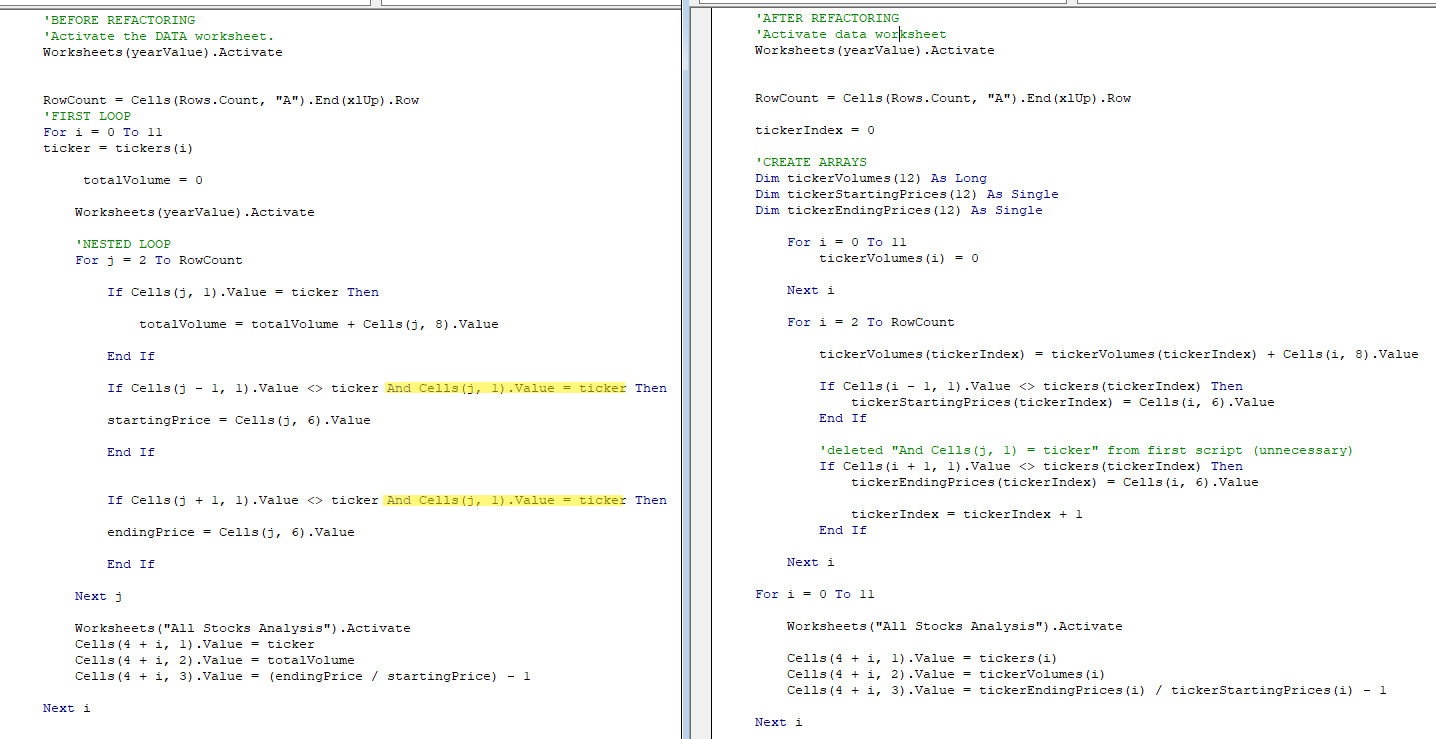 'BEFORE REFACTORING
'Activate the DATA worksheet.
Worksheets(yearValue).Activate
RowCount = Cells(Rows.Count, "A").End(xlUp).Row
'FIRST LOOP
For i = 0 To 11
ticker = tickers(i)
totalVolume = 0
Worksheets(yearValue).Activate
'NESTED LOOP
For j = 2 To RowCount
If Cells(j, 1).Value = ticker Then
totalVolume = totalVolume + Cells(j, 8).Value
End If
If Cells(j - 1, 1).Value <> ticker And Cells(j, 1).Value = ticker Then
startingPrice = Cells(j, 6).Value
End If
If Cells(j + 1, 1).Value <> ticker And Cells(j, 1).Value = ticker Then
endingPrice = Cells(j, 6).Value
End If
Next j
Worksheets("All Stocks Analysis").Activate
Cells(4 + i, 1).Value = ticker
Cells(4 + i, 2).Value = totalVolume
Cells(4 + i, 3).Value = (endingPrice / startingPrice) - 1
Next i
'AFTER REFACTORING
'Activate data worksheet
Worksheets(yearValue).Activate
RowCount = Cells(Rows.Count, "A").End(xlUp).Row
tickerIndex = 0
'CREATE ARRAYS
Dim tickerVolumes(12) As Long
Dim tickerStartingPrices(12) As Single
Dim tickerEndingPrices(12) As Single
For i = 0 To 11
tickerVolumes(i) = 0
Next i
For i = 2 To RowCount
tickerVolumes(tickerIndex) = tickerVolumes(tickerIndex) + Cells(i, 8).Value
If Cells(i - 1, 1).Value <> tickers(tickerIndex) Then
tickerStartingPrices(tickerIndex) = Cells(i, 6).Value
End If
'deleted "And Cells(j, 1) = ticker" from first script (unnecessary)
If Cells(i + 1, 1).Value <> tickers(tickerIndex) Then
tickerEndingPrices(tickerIndex) = Cells(i, 6).Value
tickerIndex = tickerIndex + 1
End If
Next i
For i = 0 To 11
Worksheets("All Stocks Analysis").Activate
Cells(4 + i, 1).Value = tickers(i)
Cells(4 + i, 2).Value = tickerVolumes(i)
Cells(4 + i, 3).Value = tickerEndingPrices(i) / tickerStartingPrices(i) - 1
Next i